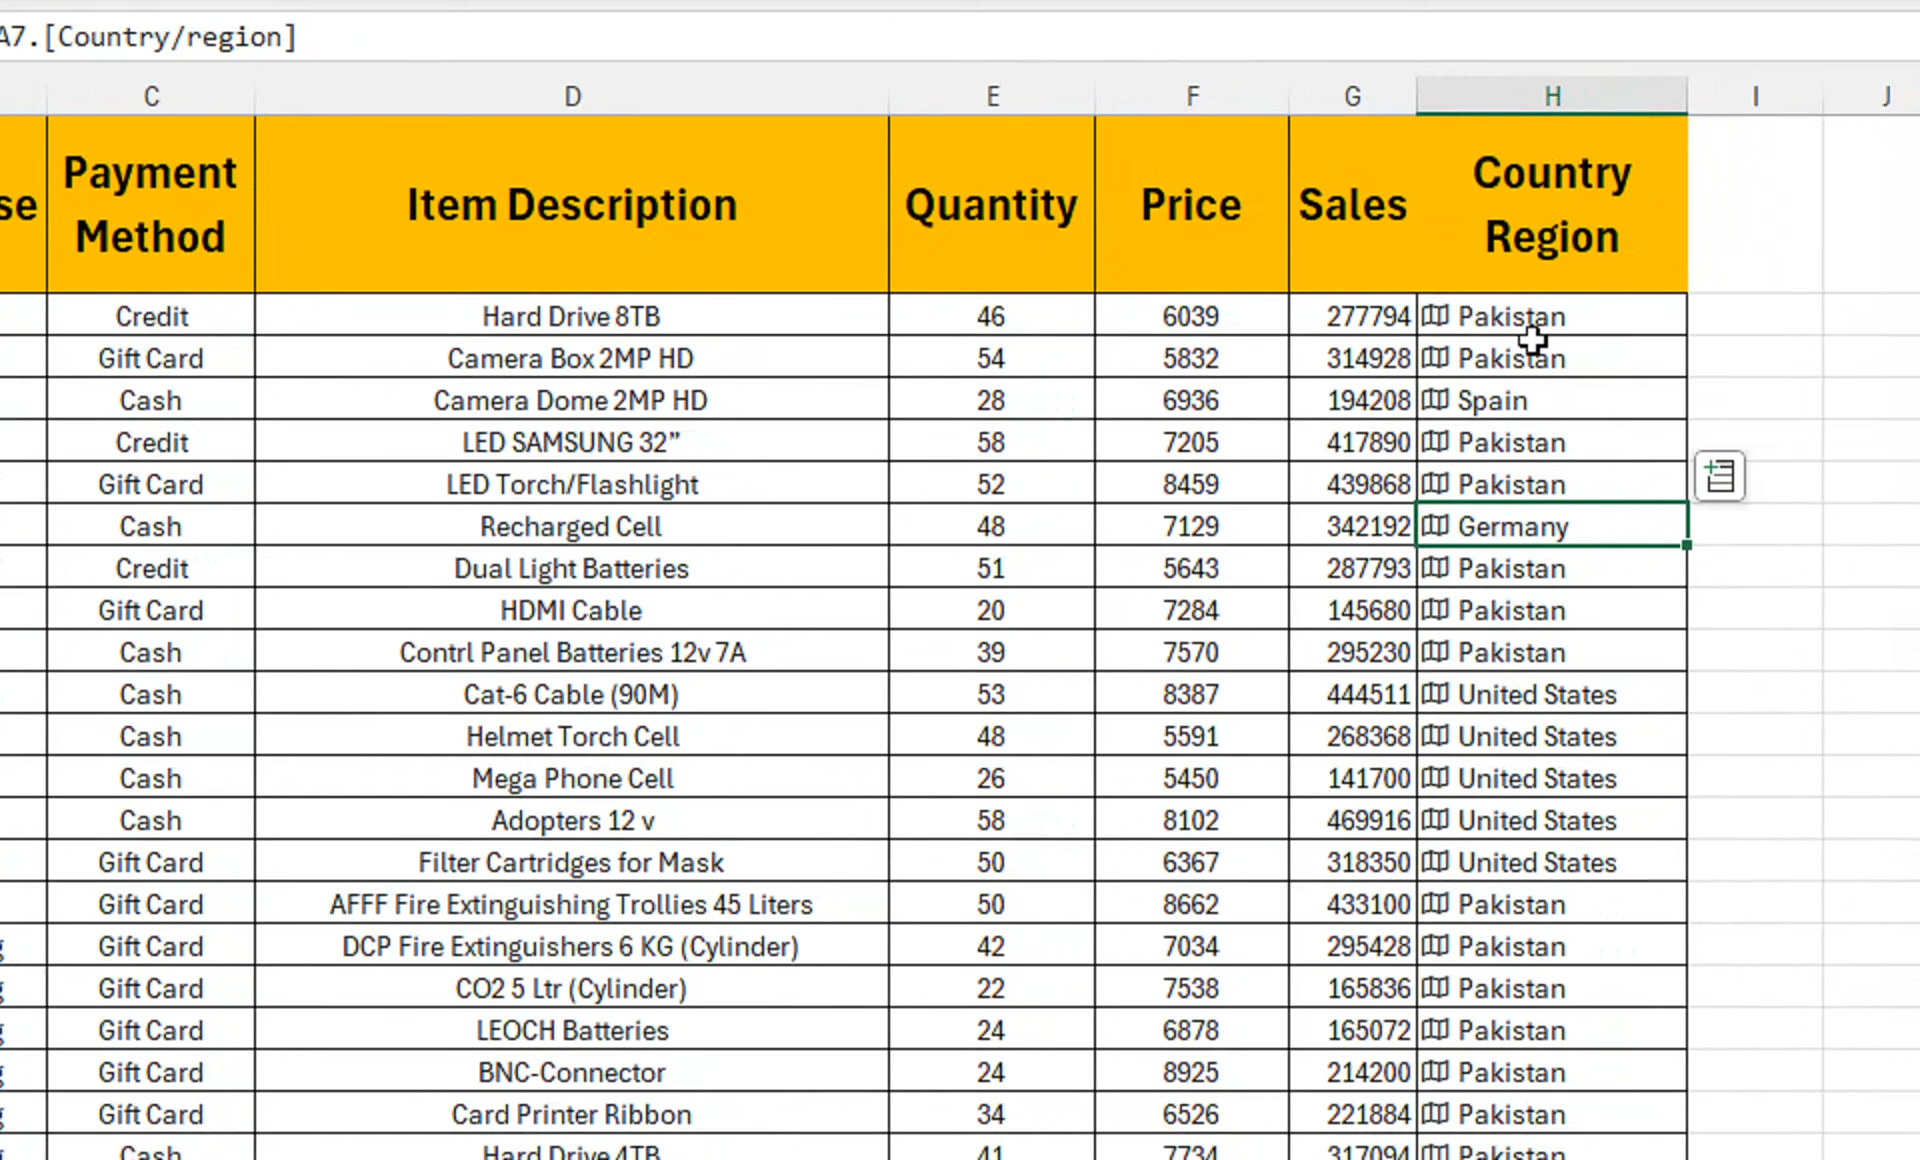 A7.[Country/region]
C D E F G H I J
se Payment Method Item Description Quantity Price Sales Country Region
Credit Hard Drive 8TB 46 6039 277794 Pakistan
Gift Card Camera Box 2MP HD 54 5832 314928 Pakistan
Cash Camera Dome 2MP HD 28 6936 194208 Spain
Credit LED SAMSUNG 32” 58 7205 417890 Pakistan
Gift Card LED Torch/Flashlight 52 8459 439868 Pakistan
Cash Recharged Cell 48 7129 342192 Germany
Credit Dual Light Batteries 51 5643 287793 Pakistan
Gift Card HDMI Cable 20 7284 145680 Pakistan
Cash Contrl Panel Batteries 12v 7A 39 7570 295230 Pakistan
Cash Cat-6 Cable (90M) 53 8387 444511 United States
Cash Helmet Torch Cell 48 5591 268368 United States
Cash Mega Phone Cell 26 5450 141700 United States
Cash Adopters 12 v 58 8102 469916 United States
Gift Card Filter Cartridges for Mask 50 6367 318350 United States
Gift Card AFFF Fire Extinguishing Trollies 45 Liters 50 8662 433100 Pakistan
g Gift Card DCP Fire Extinguishers 6 KG (Cylinder) 42 7034 295428 Pakistan
g Gift Card CO2 5 Ltr (Cylinder) 22 7538 165836 Pakistan
g Gift Card LEOCH Batteries 24 6878 165072 Pakistan
g Gift Card BNC-Connector 24 8925 214200 Pakistan
g Gift Card Card Printer Ribbon 34 6526 221884 Pakistan
Cash Hard Drive 4TB 41 7734 317094 Pakistan